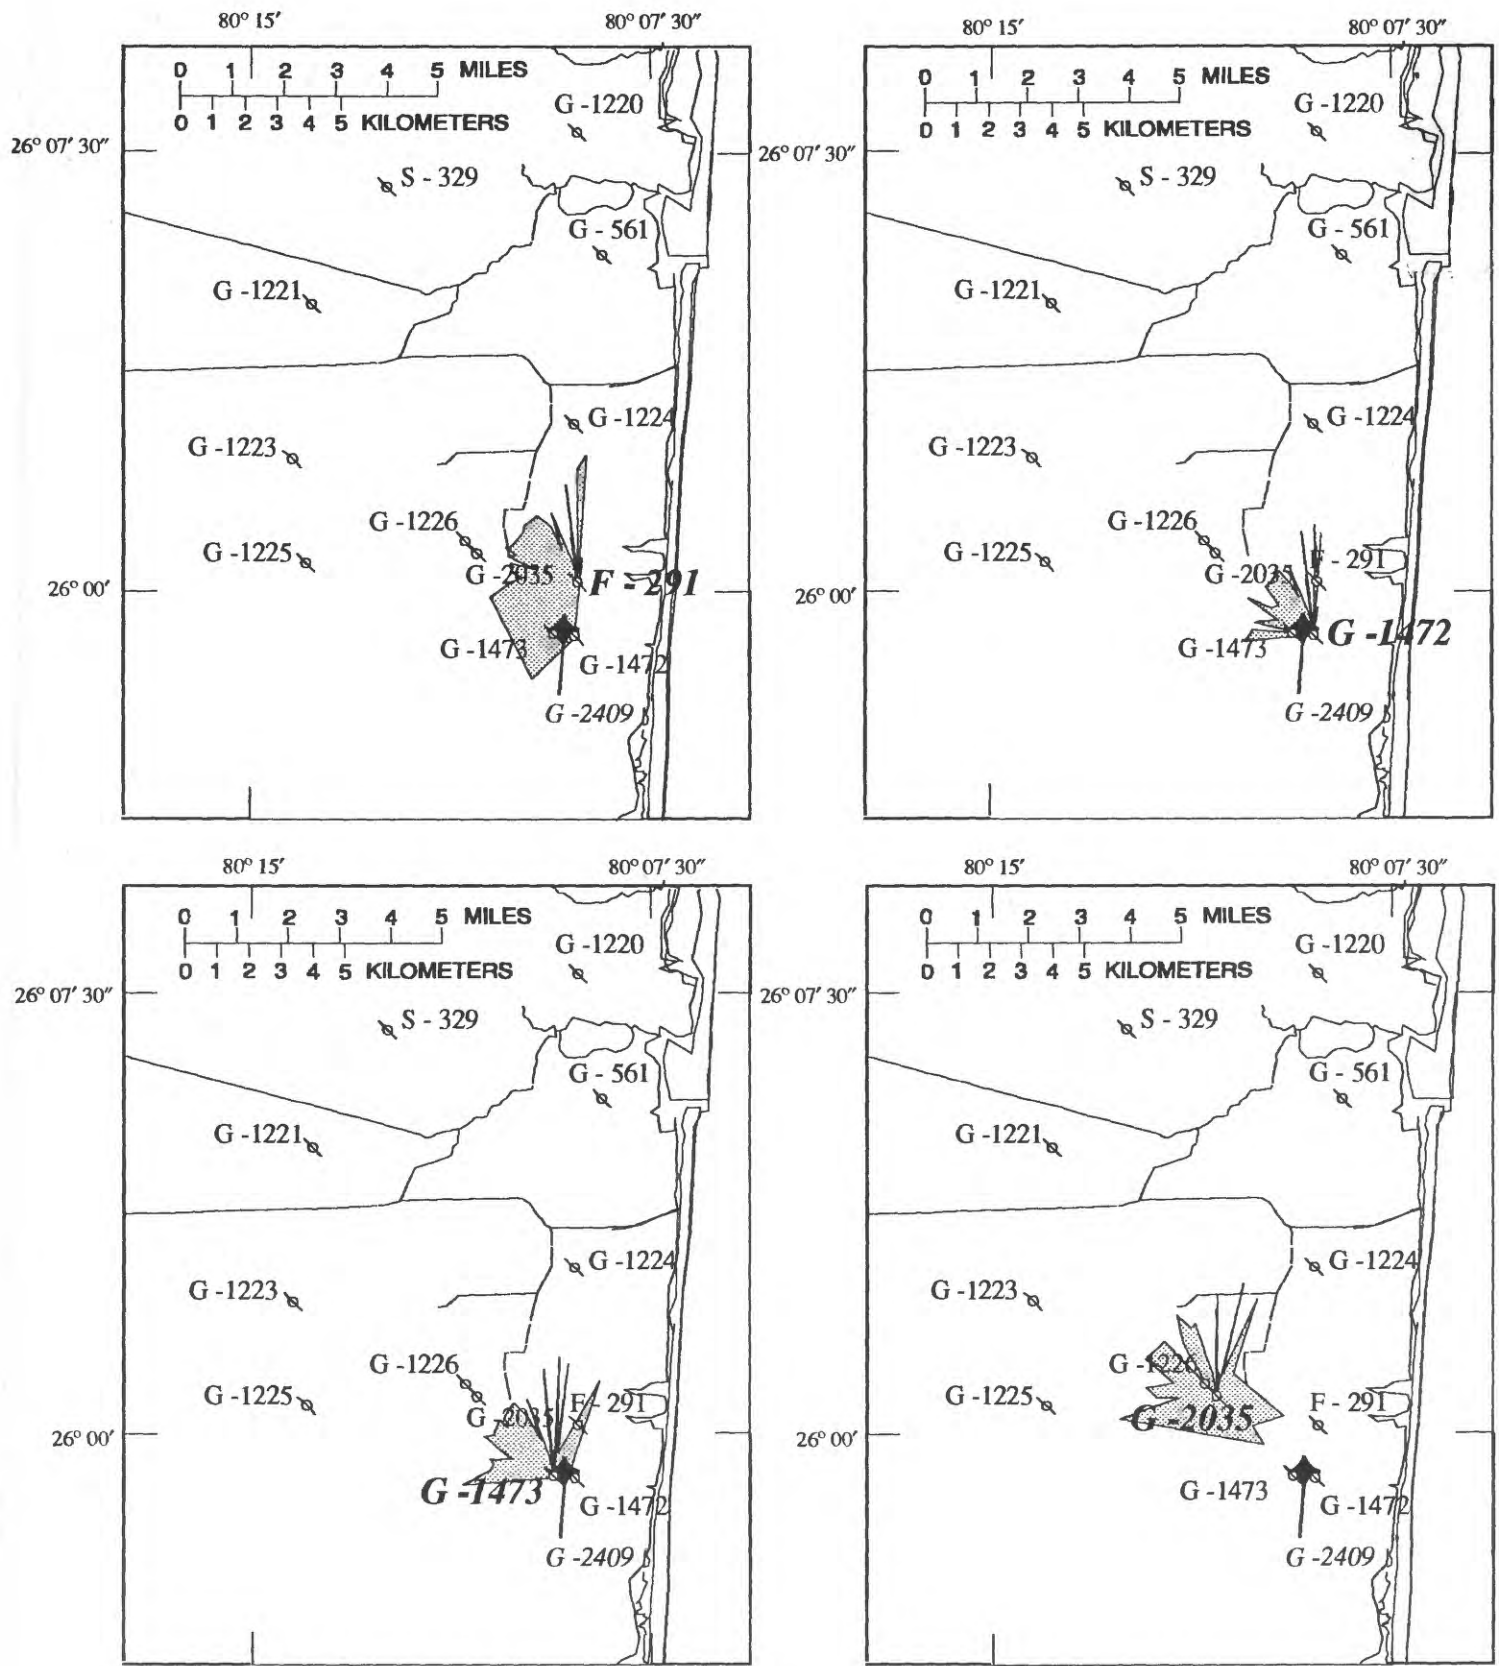 80° 15′ 80° 07′ 30″
0 1 2 3 4 5 MILES
0 1 2 3 4 5 KILOMETERS
G -1220
26° 07′ 30″
S - 329
G - 561
G -1221
G -1224
G -1223
G -1226
G -1225
G -2035
F - 291
26° 00′
G -1473
G -1472
G -2409
80° 15′ 80° 07′ 30″
0 1 2 3 4 5 MILES
0 1 2 3 4 5 KILOMETERS
G -1220
26° 07′ 30″
S - 329
G - 561
G -1221
G -1224
G -1223
G -1226
G -1225
F - 291
G -2035
26° 00′
G -1472
G -1473
G -2409
80° 15′ 80° 07′ 30″
0 1 2 3 4 5 MILES
0 1 2 3 4 5 KILOMETERS
G -1220
26° 07′ 30″
S - 329
G - 561
G -1221
G -1224
G -1223
G -1226
G -1225
F - 291
G -2035
26° 00′
G -1473
G -1472
G -2409
80° 15′ 80° 07′ 30″
0 1 2 3 4 5 MILES
0 1 2 3 4 5 KILOMETERS
G -1220
26° 07′ 30″
S - 329
G - 561
G -1221
G -1224
G -1223
G -1226
G -1225
F - 291
G -2035
26° 00′
G -1473
G -1472
G -2409